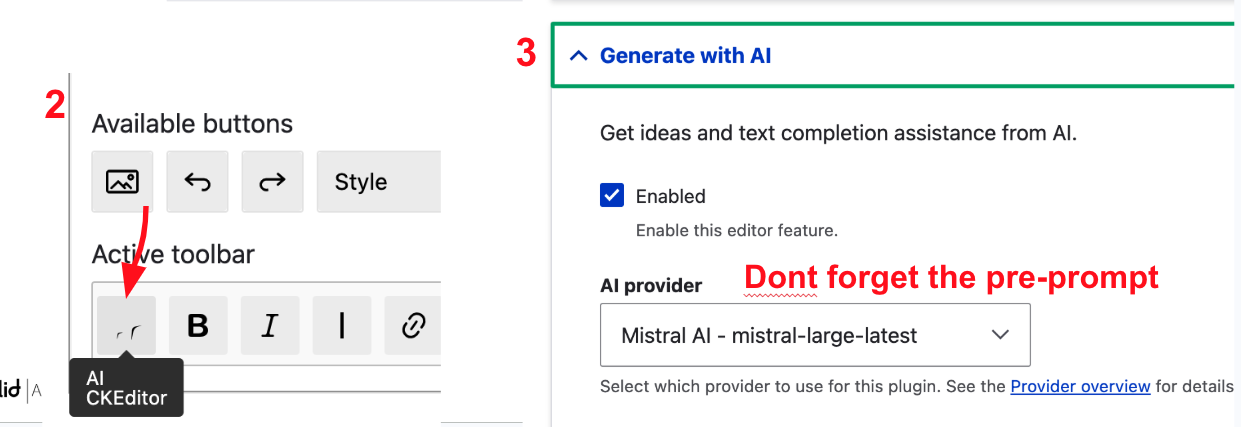 2
Available buttons
Style
Active toolbar
B I
AI
CKEditor
3
Generate with AI
Get ideas and text completion assistance from AI.
Enabled
Enable this editor feature.
AI provider
Dont forget the pre-prompt
Mistral AI - mistral-large-latest
Select which provider to use for this plugin. See the Provider overview for details